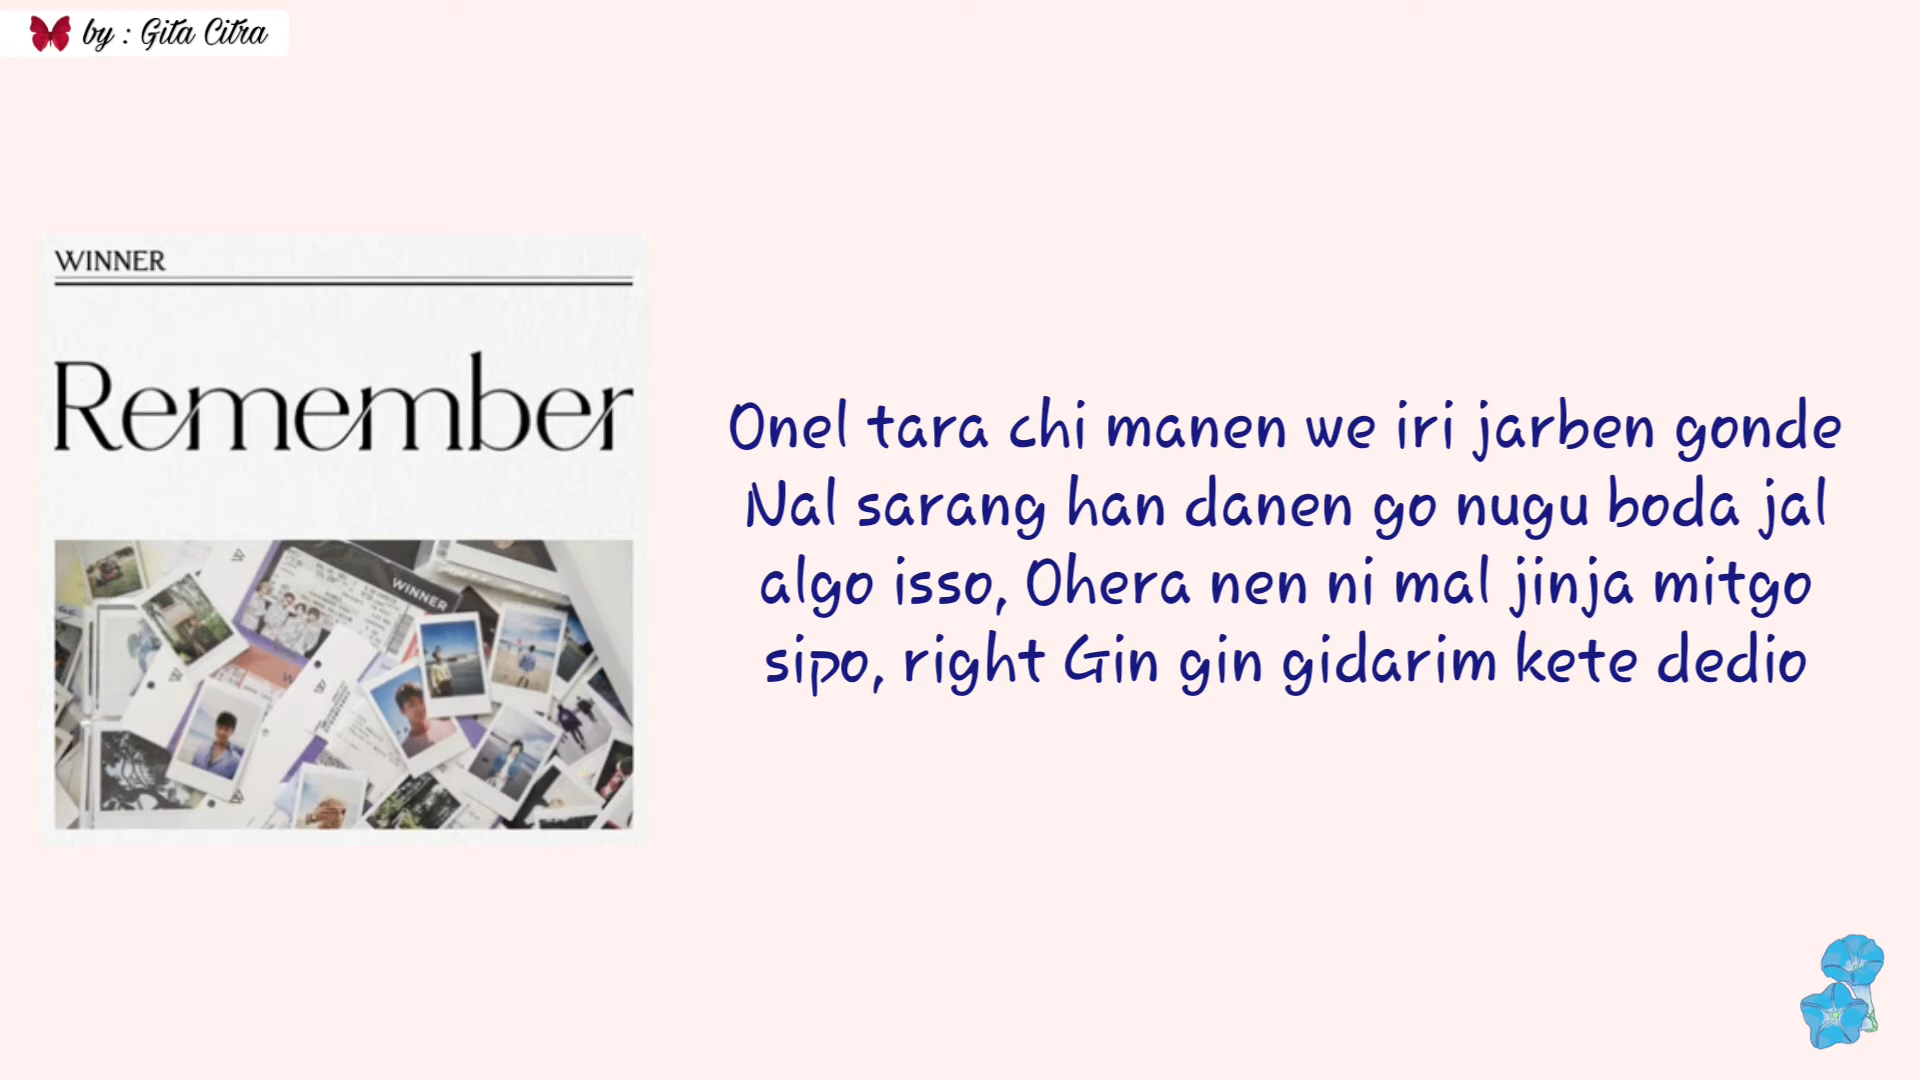 by : Gita Citra
WINNER
Remember
WINNER
Onel tara chi manen we iri jarben gonde
Nal sarang han danen go nugu boda jal
algo isso, Ohera nen ni mal jinja mitgo
sipo, right Gin gin gidarim kete dedio